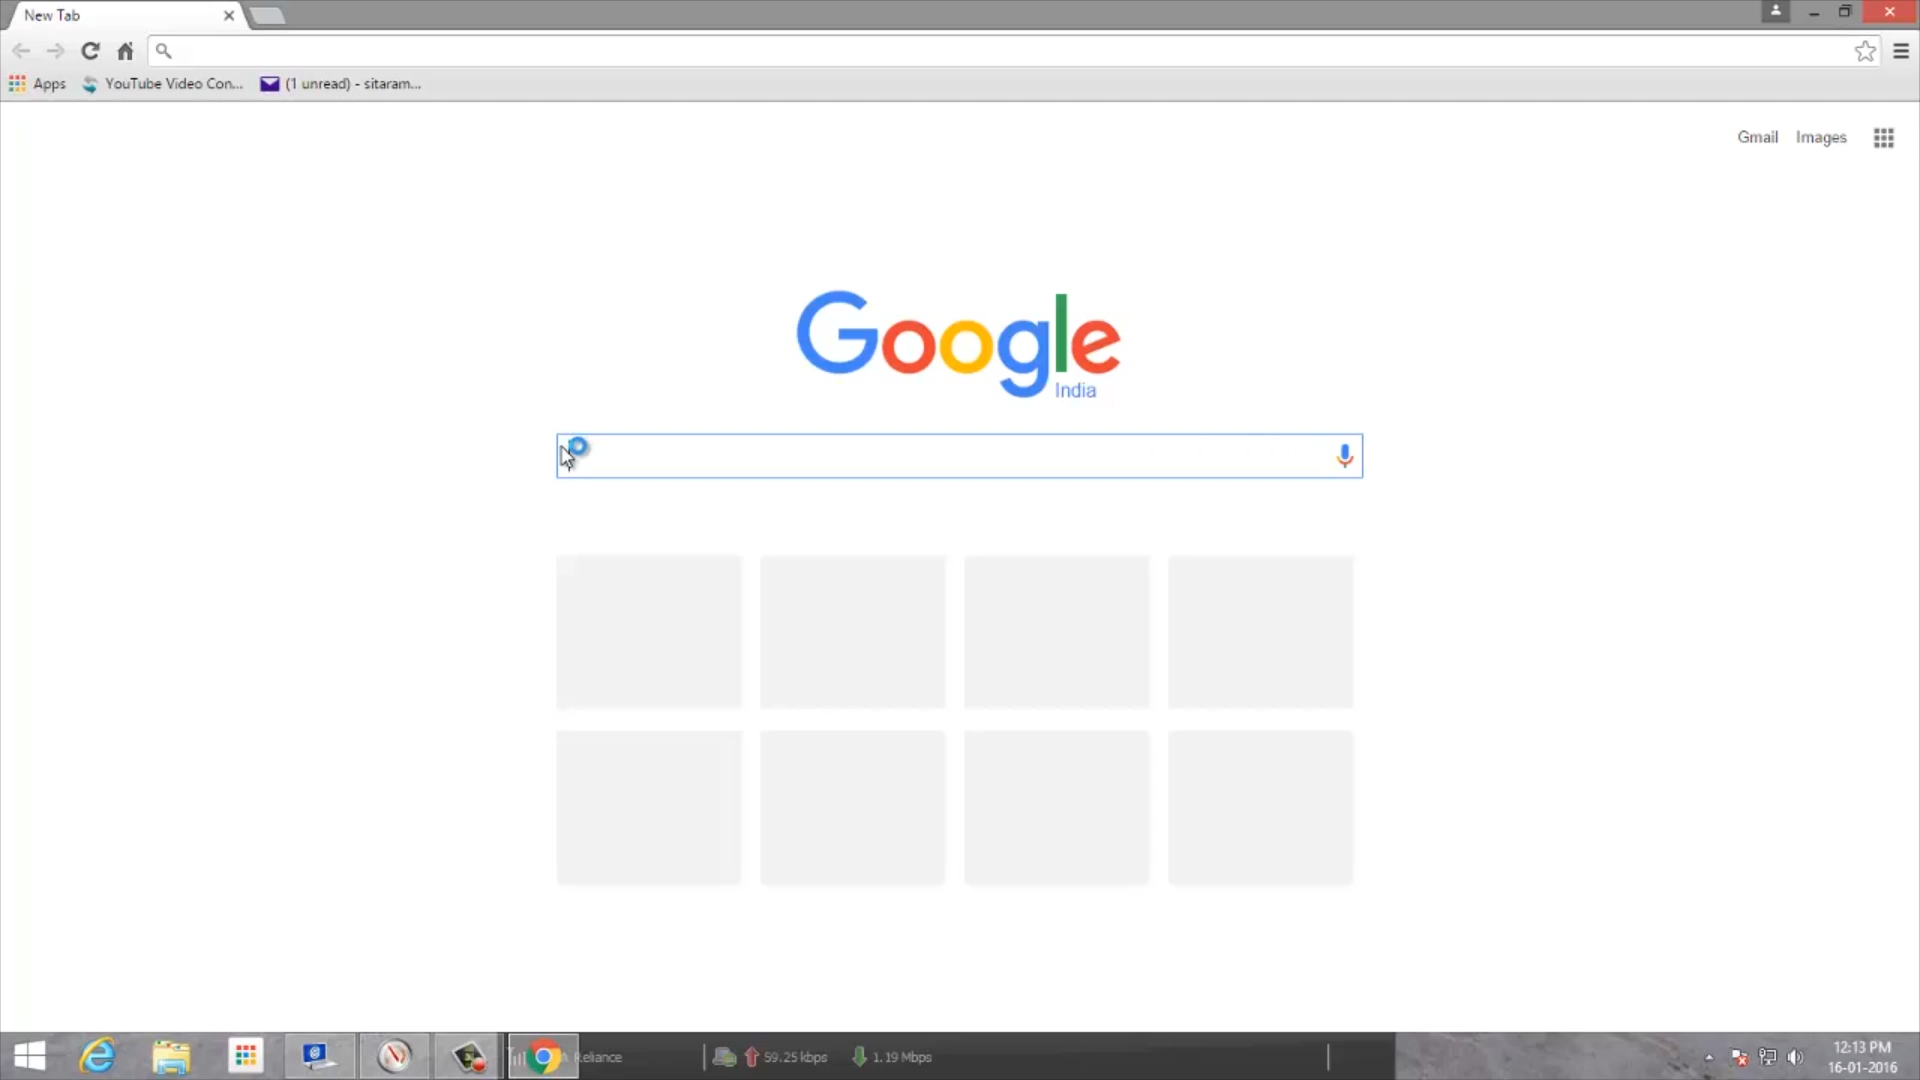 New Tab
Apps
YouTube Video Con...
(1 unread) - sitaram...
Gmail
Images
Google
India
Reliance
59.25 kbps
1.19 Mbps
12:13 PM
16-01-2016